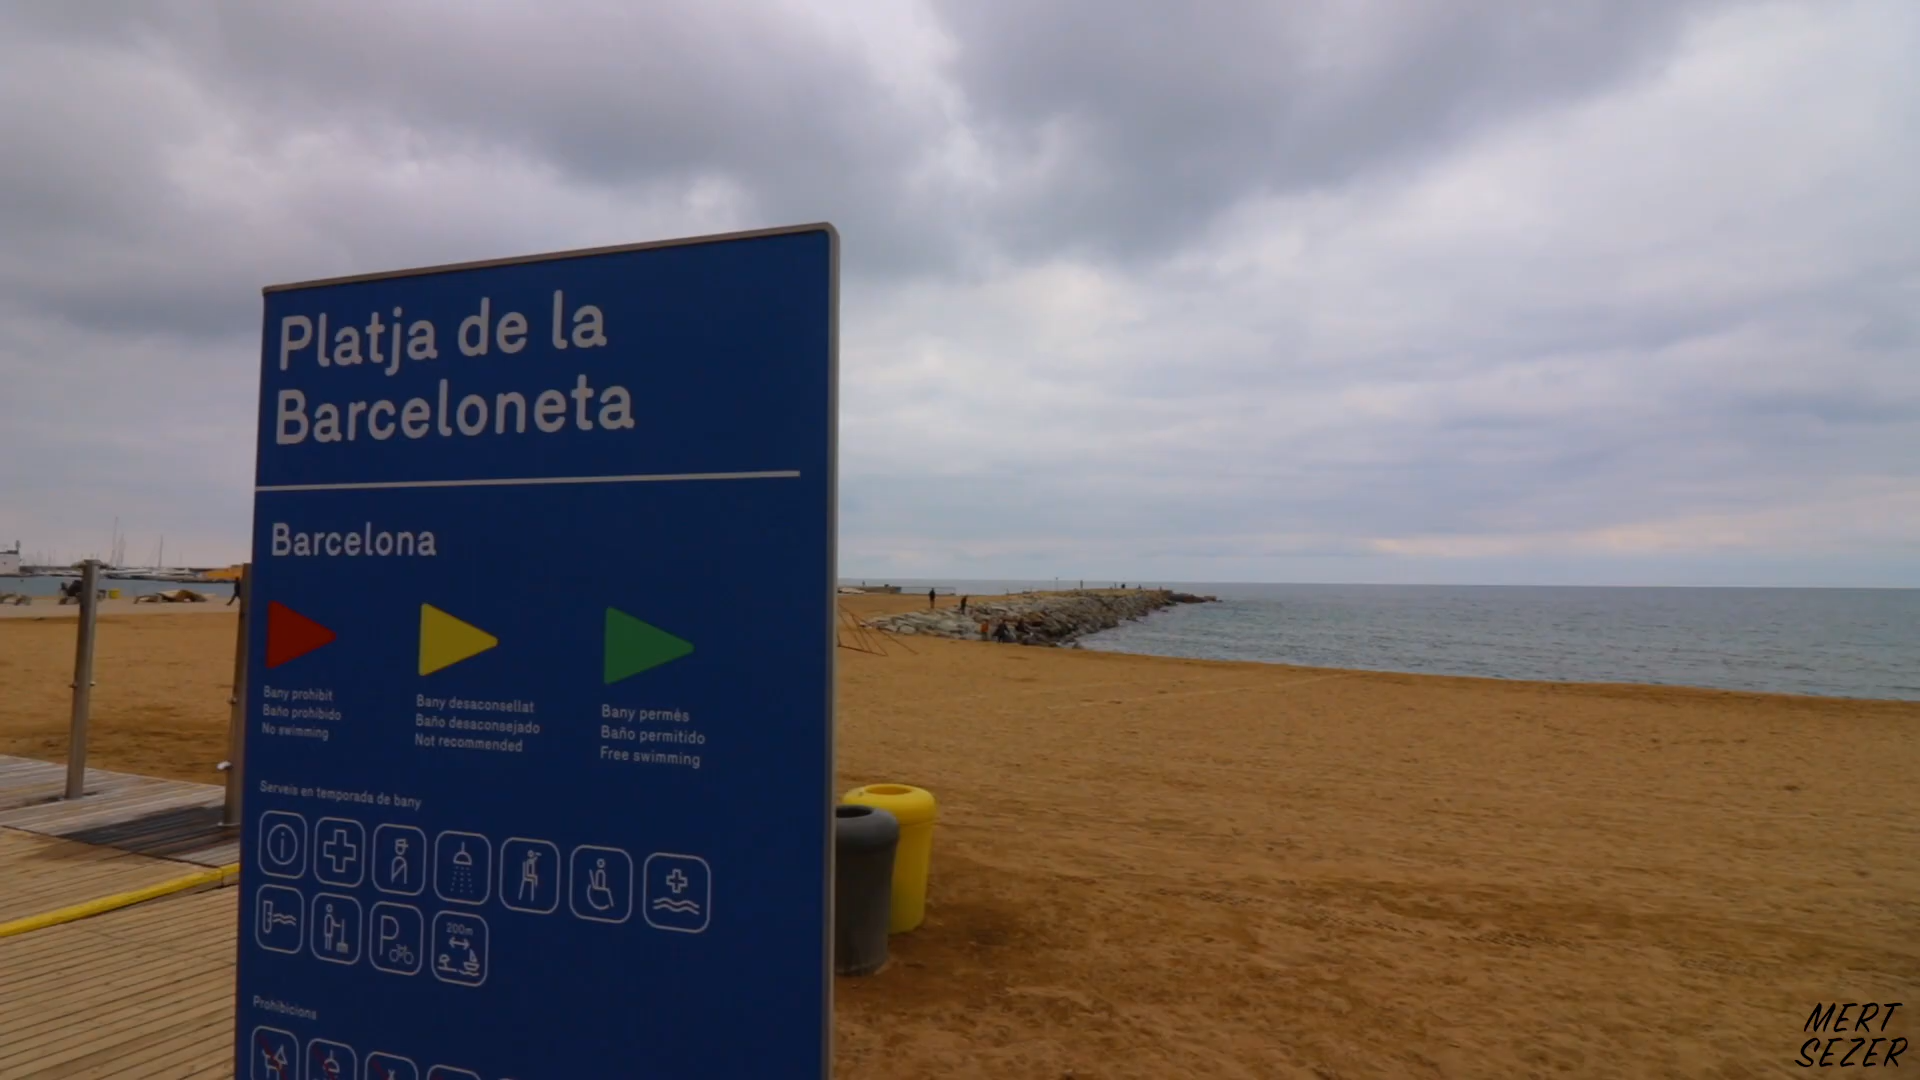 Platja de la
Barceloneta
Barcelona
Bany prohibit
Baño prohibido
No swimming
Bany desaconsellat
Baño desaconsejado
Not recommended
Bany permès
Baño permitido
Free swimming
Serveis en temporada de bany
P
200m
Prohibicions
MERT
SEZER